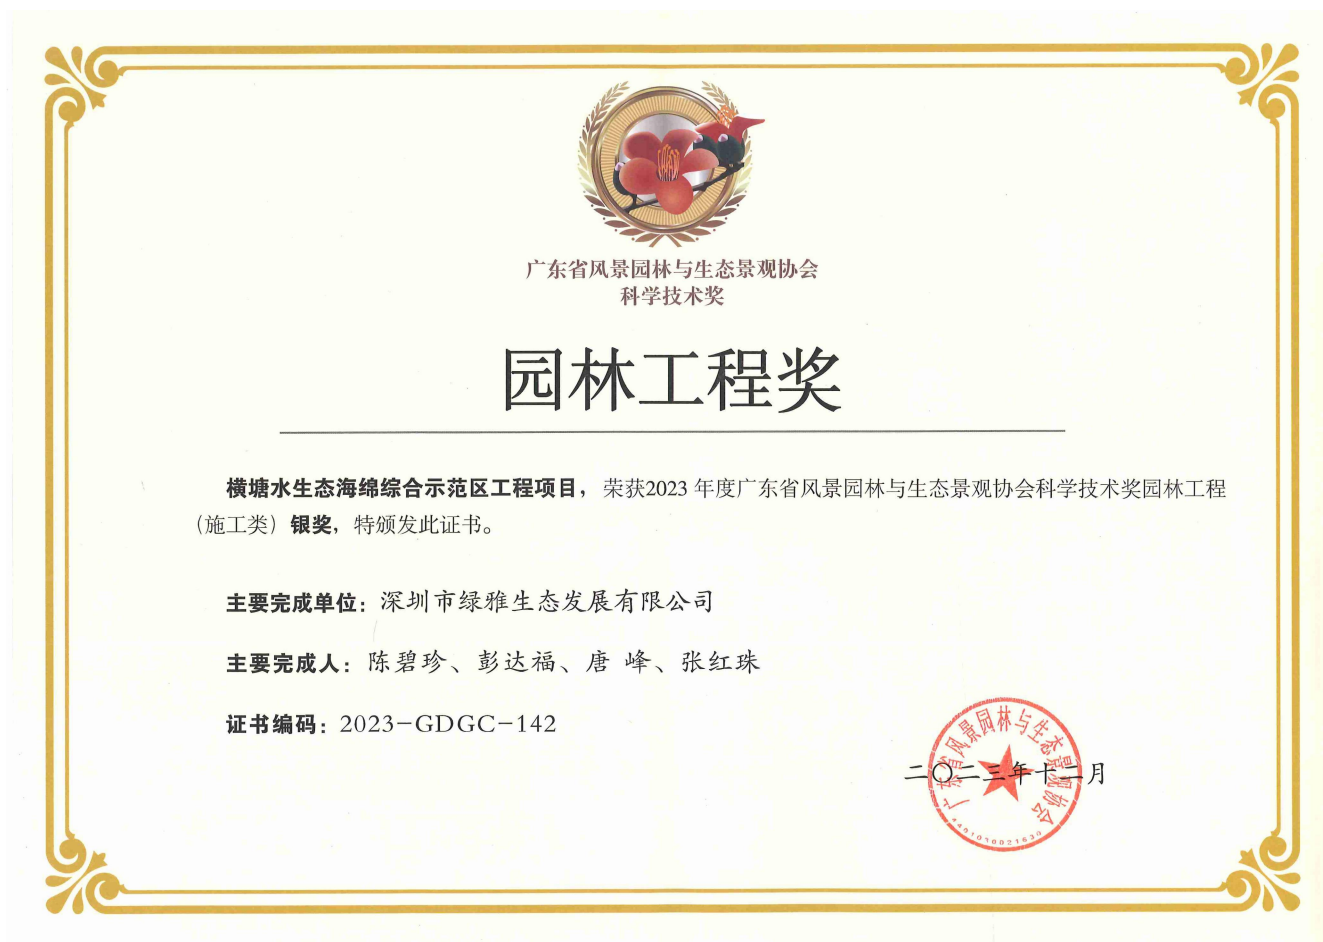 广东省风景园林与生态景观协会
科学技术奖
园林工程奖
横塘水生态海绵综合示范区工程项目，荣获2023 年度广东省风景园林与生态景观协会科学技术奖园林工程
（施工类）银奖，特颁发此证书。
主要完成单位：深圳市绿雅生态发展有限公司
主要完成人：陈碧珍、彭达福、唐 峰、张红珠
证书编码：2023-GDGC-142
二〇二三年十二月
广东省风景园林与生态景观协会